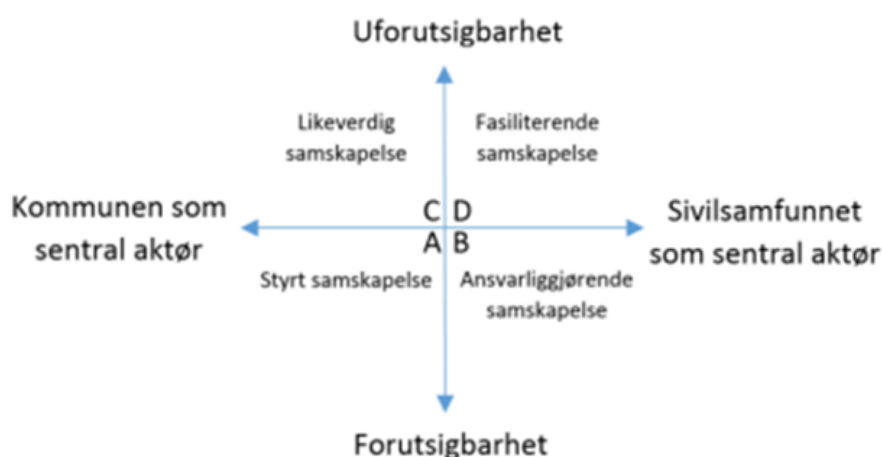 Uforutsigbarhet
Likeverdig
samskapelse
Fasiliterende
samskapelse
Kommunen som
sentral aktør
C D
A B
Sivilsamfunnet
som sentral aktør
Styrt samskapelse
Ansvarliggjørende
samskapelse
Forutsigbarhet